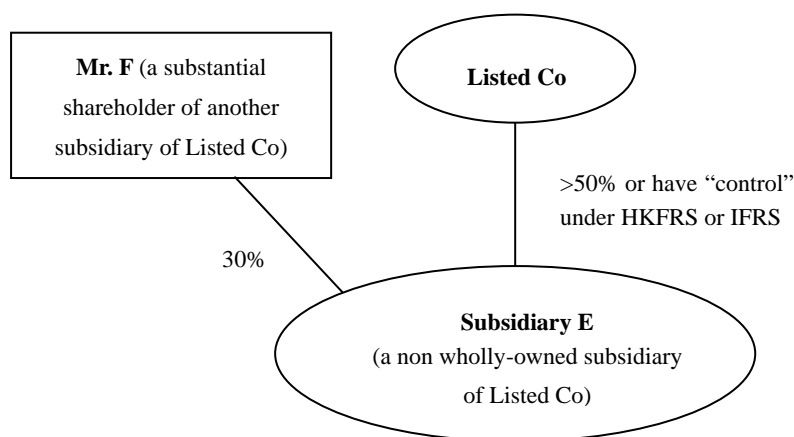 Mr. F (a substantial
shareholder of another
subsidiary of Listed Co)
Listed Co
>50% or have “control”
under HKFRS or IFRS
30%
Subsidiary E
(a non wholly-owned subsidiary
of Listed Co)